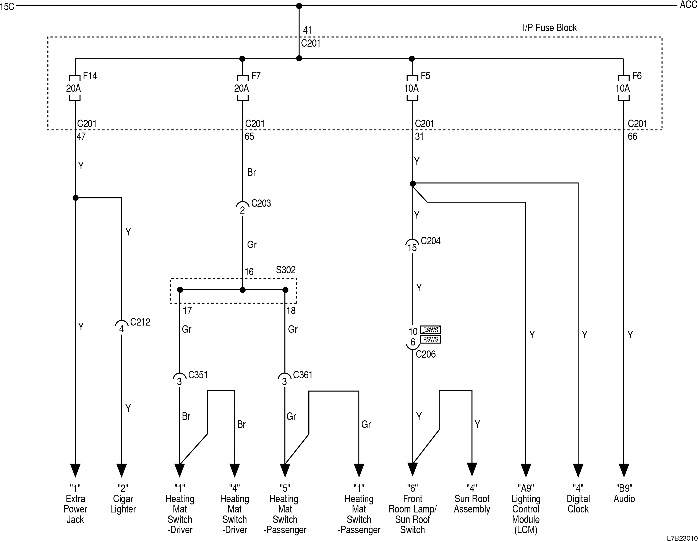 15C
ACC
41
I/P Fuse Block
C201
F14
F7
F5
F6
20A
20A
10A
10A
C201
C201
C201
C201
47
65
31
66
Y
Br
Y
C203
2
Y
Y
Gr
C204
15
16
S302
17
18
Y
Gr
Gr
C212
4
10
6
C206
Y
Y
Y
Y
C351
3
C361
3
Y
Br
Br
Gr
Gr
Y
Y
"1"
"2"
"1"
"4"
"5"
"1"
"6"
"4"
"A9"
"4"
"B9"
Extra
Power
Jack
Cigar
Lighter
Heating
Mat
Switch
-Driver
Heating
Mat
Switch
-Driver
Heating
Mat
Switch
-Passenger
Heating
Mat
Switch
-Passenger
Front
Room Lamp/
Sun Roof
Switch
Sun Roof
Assembly
Lighting
Control
Module
(LCM)
Digital
Clock
Audio
L7B23010